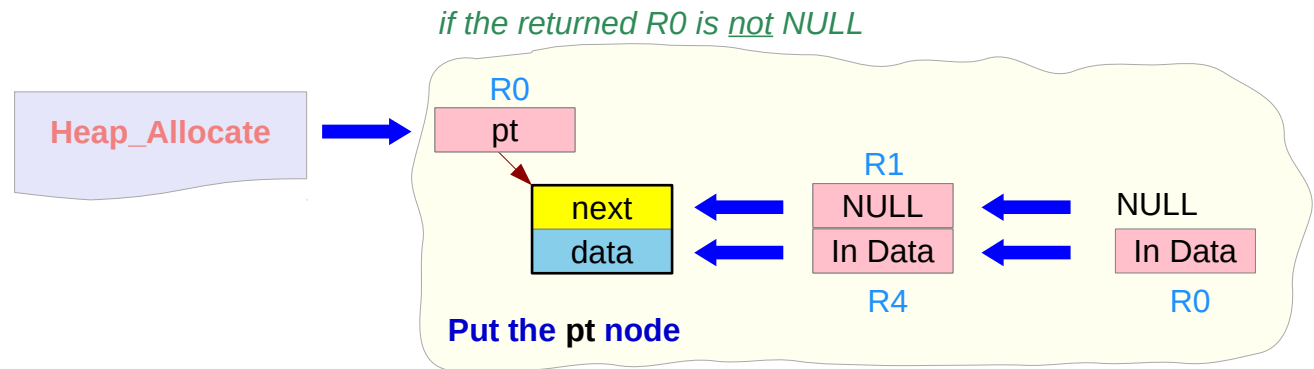 if the returned R0 is not NULL
Heap_Allocate
R0
pt
next
data
R1
NULL
In Data
R4
NULL
In Data
R0
Put the pt node